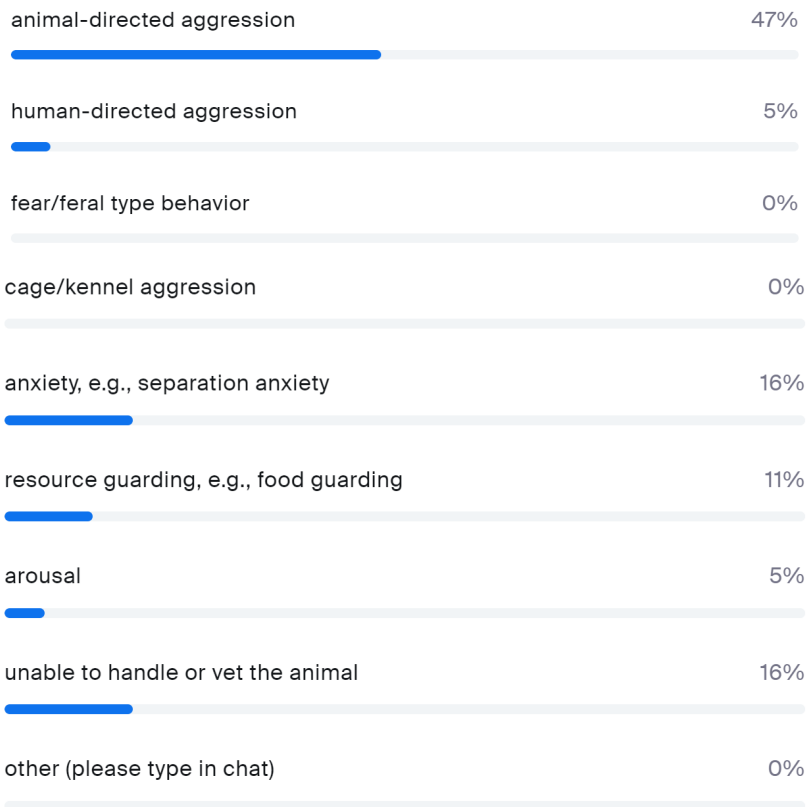 animal-directed aggression 47%
human-directed aggression 5%
fear/feral type behavior 0%
cage/kennel aggression 0%
anxiety, e.g., separation anxiety 16%
resource guarding, e.g., food guarding 11%
arousal 5%
unable to handle or vet the animal 16%
other (please type in chat) 0%